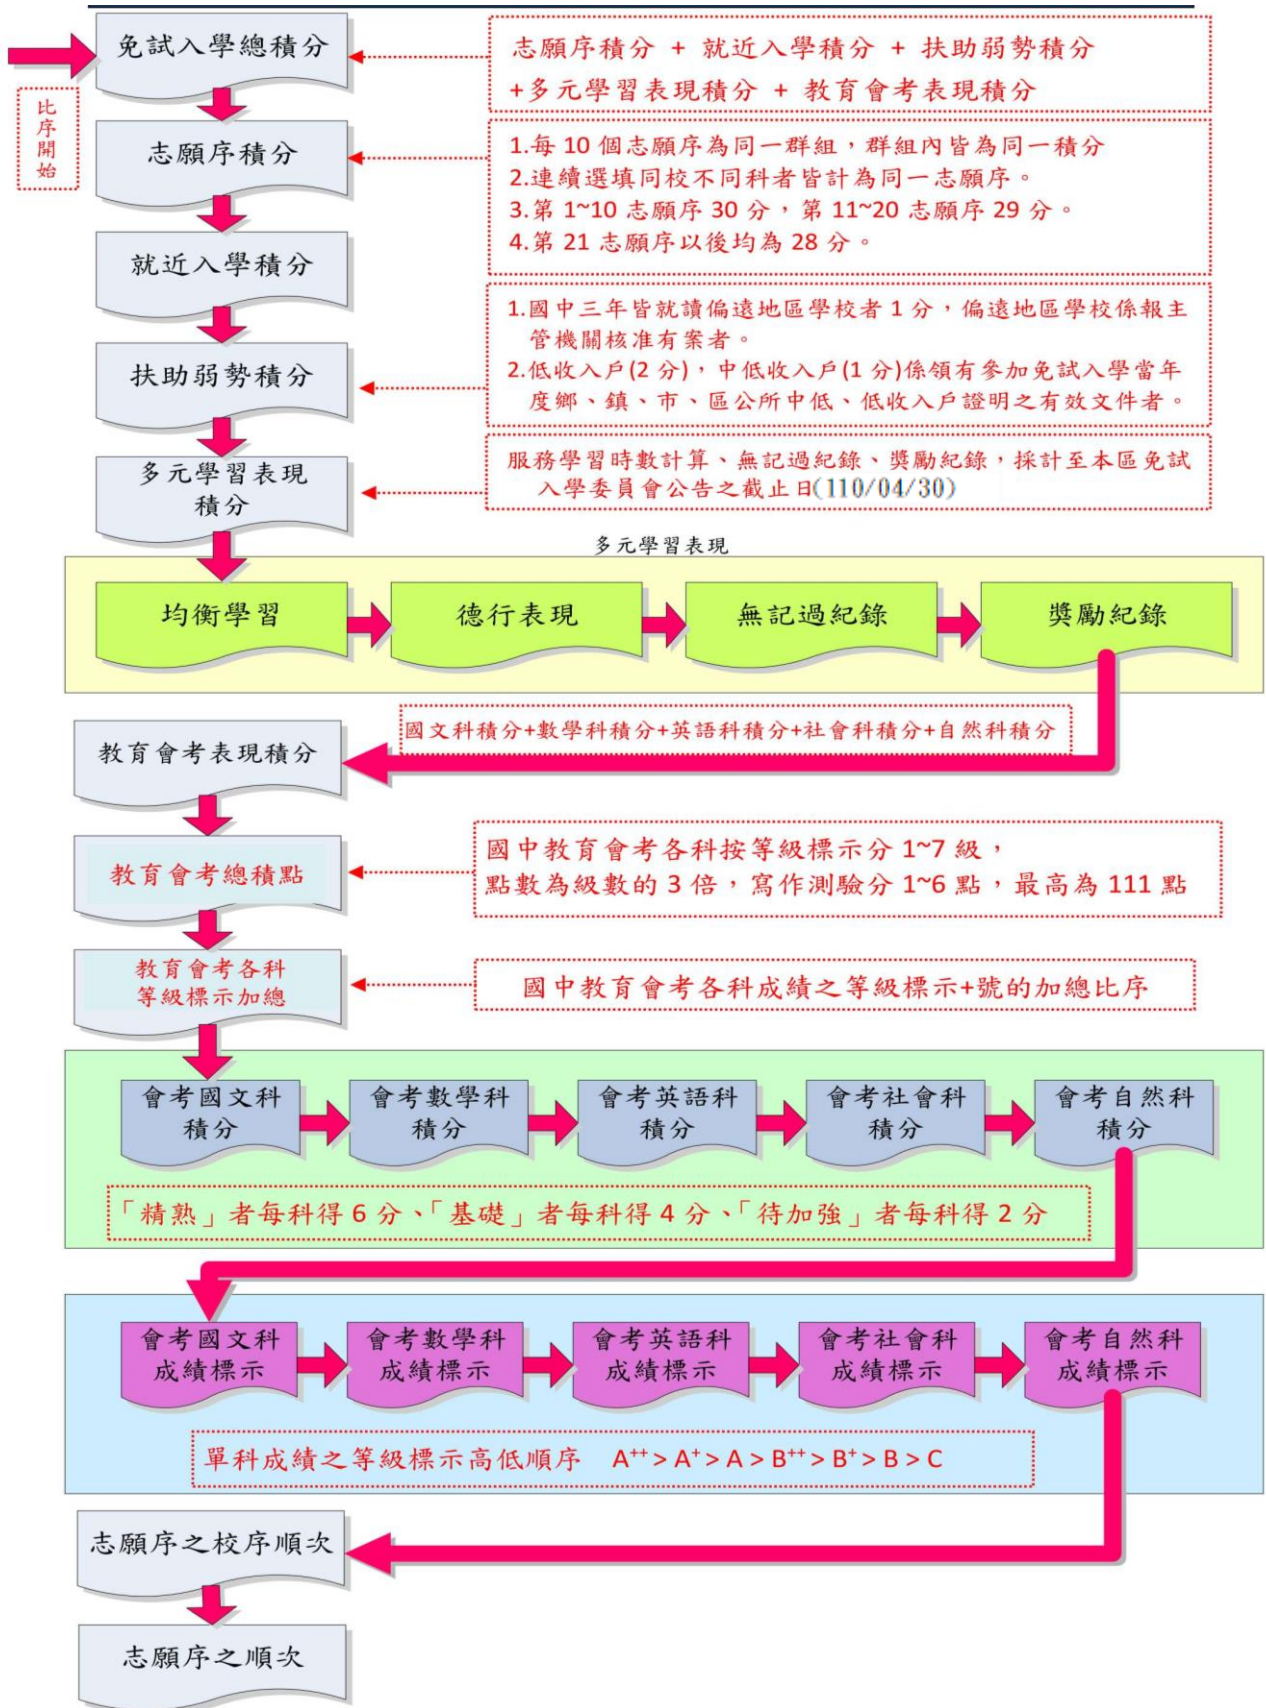 免試入學總積分
志願序積分 + 就近入學積分 + 扶助弱勢積分
+多元學習表現積分 + 教育會考表現積分
比
序
開
始
志願序積分
1.每 10 個志願序為同一群組，群組內皆為同一積分
2.連續選填同校不同科者皆計為同一志願序。
3.第 1~10 志願序 30 分，第 11~20 志願序 29 分。
4.第 21 志願序以後均為 28 分。
就近入學積分
1.國中三年皆就讀偏遠地區學校者 1 分，偏遠地區學校係報主
管機關核准有案者。
2.低收入戶(2 分)，中低收入戶(1 分)係領有參加免試入學當年
度鄉、鎮、市、區公所中低、低收入戶證明之有效文件者。
扶助弱勢積分
多元學習表現
積分
服務學習時數計算、無記過紀錄、獎勵紀錄，採計至本區免試
入學委員會公告之截止日(110/04/30)
多元學習表現
均衡學習
德行表現
無記過紀錄
獎勵紀錄
國文科積分+數學科積分+英語科積分+社會科積分+自然科積分
教育會考表現積分
教育會考總積點
國中教育會考各科按等級標示分 1~7 級，
點數為級數的 3 倍，寫作測驗分 1~6 點，最高為 111 點
教育會考各科
等級標示加總
國中教育會考各科成績之等級標示+號的加總比序
會考國文科
積分
會考數學科
積分
會考英語科
積分
會考社會科
積分
會考自然科
積分
「精熟」者每科得 6 分、「基礎」者每科得 4 分、「待加強」者每科得 2 分
會考國文科
成績標示
會考數學科
成績標示
會考英語科
成績標示
會考社會科
成績標示
會考自然科
成績標示
單科成績之等級標示高低順序 A⁺⁺ > A⁺ > A > B⁺⁺ > B⁺ > B > C
志願序之校序順次
志願序之順次